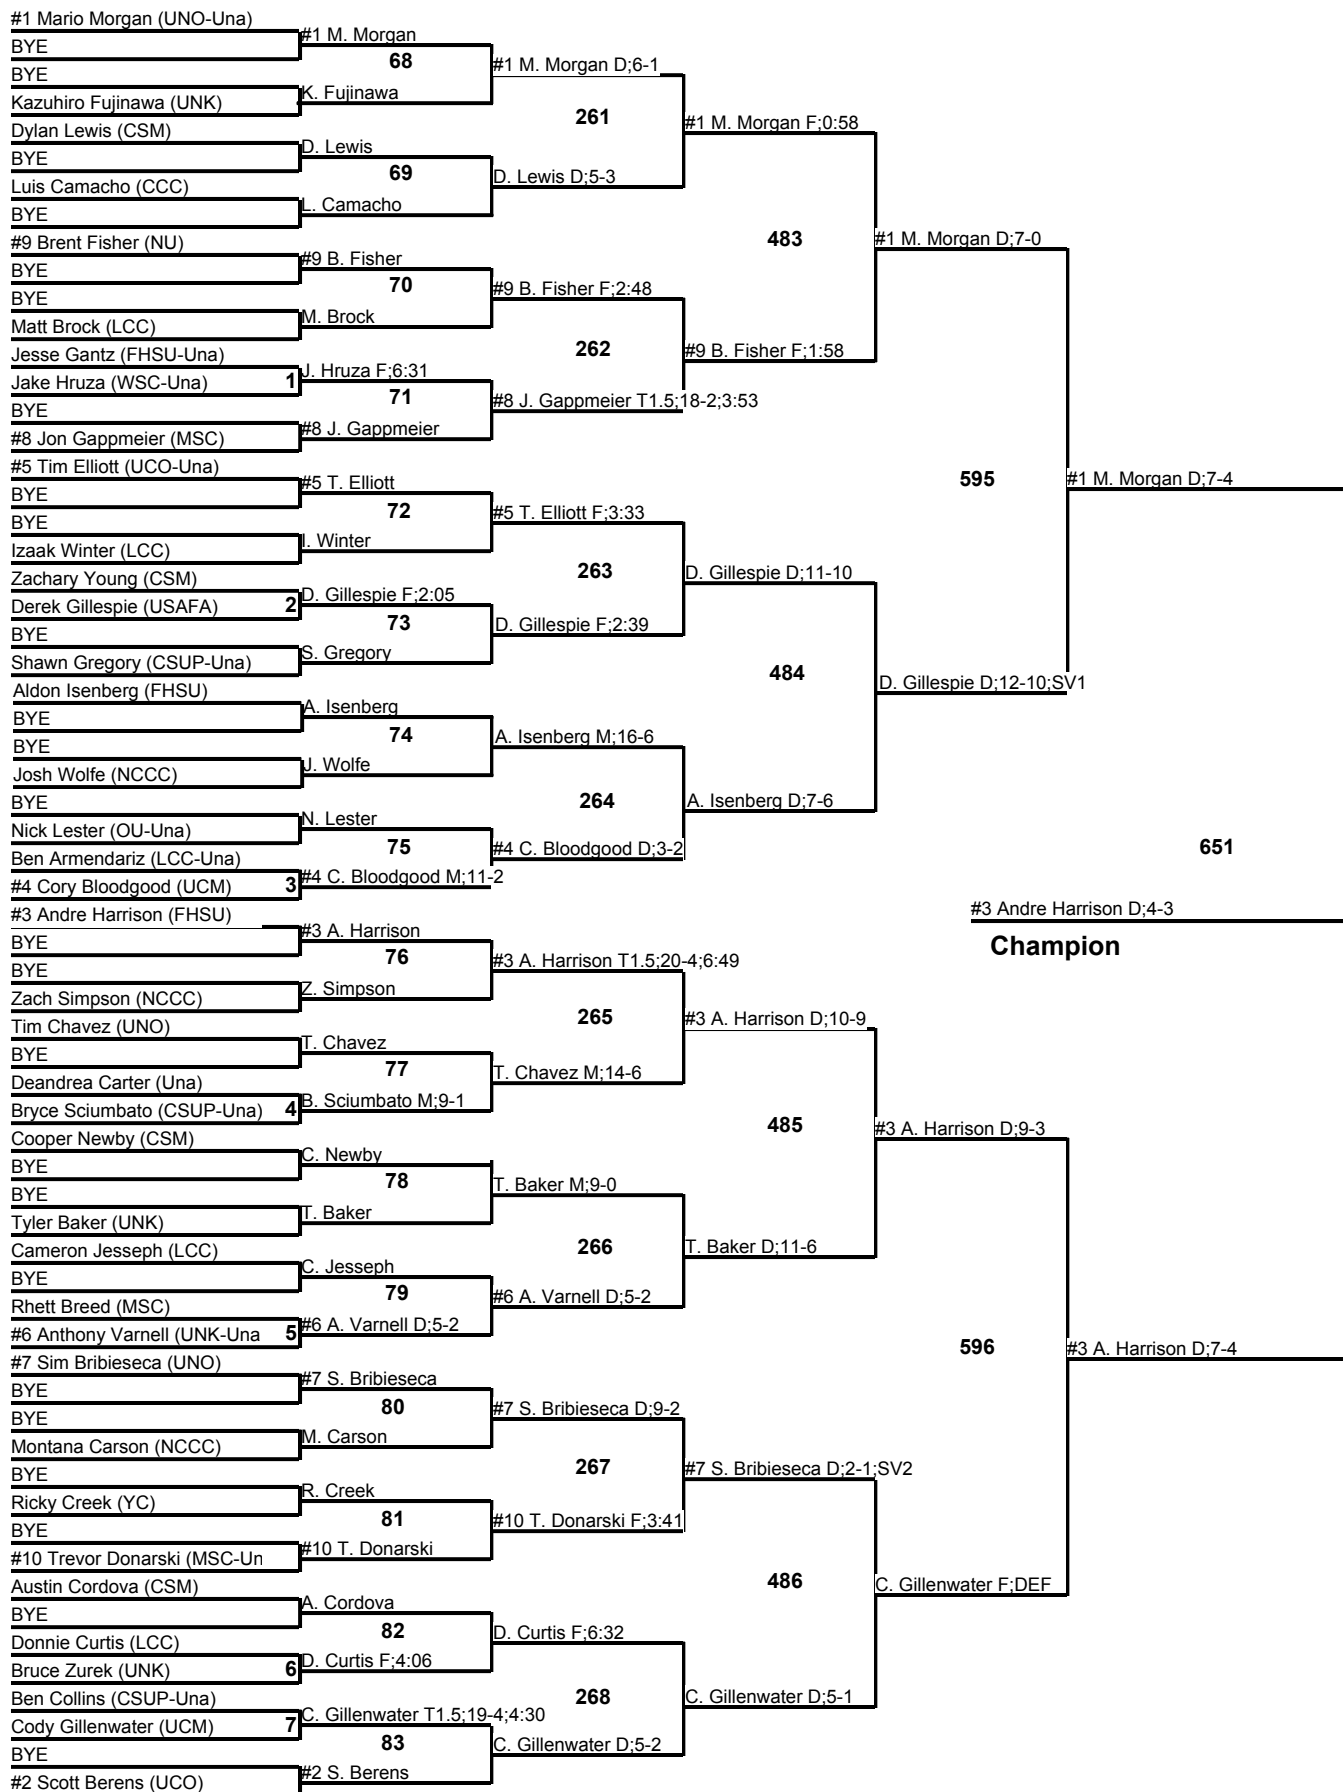 #1 Mario Morgan (UNO-Una)
BYE
#1 M. Morgan
68
#1 M. Morgan D;6-1
BYE
K. Fujinawa
Kazuhiro Fujinawa (UNK)
261
#1 M. Morgan F;0:58
Dylan Lewis (CSM)
D. Lewis
BYE
69
D. Lewis D;5-3
Luis Camacho (CCC)
L. Camacho
BYE
483
#1 M. Morgan D;7-0
#9 Brent Fisher (NU)
#9 B. Fisher
BYE
70
#9 B. Fisher F;2:48
BYE
M. Brock
Matt Brock (LCC)
262
#9 B. Fisher F;1:58
Jesse Gantz (FHSU-Una)
J. Hruza F;6:31
Jake Hruza (WSC-Una) 1
71
#8 J. Gappmeier T1.5;18-2;3:53
BYE
#8 J. Gappmeier
#8 Jon Gappmeier (MSC)
#5 Tim Elliott (UCO-Una)
595
#1 M. Morgan D;7-4
#5 T. Elliott
BYE
72
#5 T. Elliott F;3:33
BYE
I. Winter
Izaak Winter (LCC)
263
D. Gillespie D;11-10
Zachary Young (CSM)
D. Gillespie F;2:05
Derek Gillespie (USAFA) 2
73
D. Gillespie F;2:39
BYE
S. Gregory
Shawn Gregory (CSUP-Una)
484
D. Gillespie D;12-10;SV1
Aldon Isenberg (FHSU)
A. Isenberg
BYE
74
A. Isenberg M;16-6
BYE
J. Wolfe
Josh Wolfe (NCCC)
264
A. Isenberg D;7-6
BYE
N. Lester
Nick Lester (OU-Una)
75
#4 C. Bloodgood D;3-2
651
Ben Armendariz (LCC-Una)
#4 C. Bloodgood M;11-2
#4 Cory Bloodgood (UCM) 3
#3 Andre Harrison (FHSU)
#3 Andre Harrison D;4-3
Champion
#3 A. Harrison
BYE
76
#3 A. Harrison T1.5;20-4;6:49
BYE
Z. Simpson
Zach Simpson (NCCC)
265
#3 A. Harrison D;10-9
Tim Chavez (UNO)
T. Chavez
BYE
77
T. Chavez M;14-6
Deandrea Carter (Una)
B. Sciumbato M;9-1
Bryce Sciumbato (CSUP-Una) 4
485
#3 A. Harrison D;9-3
Cooper Newby (CSM)
C. Newby
BYE
78
T. Baker M;9-0
BYE
T. Baker
Tyler Baker (UNK)
266
T. Baker D;11-6
Cameron Jesseph (LCC)
C. Jesseph
BYE
79
#6 A. Varnell D;5-2
Rhett Breed (MSC)
#6 A. Varnell D;5-2
#6 Anthony Varnell (UNK-Una 5
596
#3 A. Harrison D;7-4
#7 Sim Bribieseca (UNO)
#7 S. Bribieseca
BYE
80
#7 S. Bribieseca D;9-2
BYE
M. Carson
Montana Carson (NCCC)
267
#7 S. Bribieseca D;2-1;SV2
BYE
R. Creek
Ricky Creek (YC)
81
#10 T. Donarski F;3:41
BYE
#10 T. Donarski
#10 Trevor Donarski (MSC-Un
486
C. Gillenwater F;DEF
Austin Cordova (CSM)
A. Cordova
BYE
82
D. Curtis F;6:32
Donnie Curtis (LCC)
D. Curtis F;4:06
Bruce Zurek (UNK) 6
268
C. Gillenwater D;5-1
Ben Collins (CSUP-Una)
C. Gillenwater T1.5;19-4;4:30
Cody Gillenwater (UCM) 7
83
C. Gillenwater D;5-2
BYE
#2 S. Berens
#2 Scott Berens (UCO)